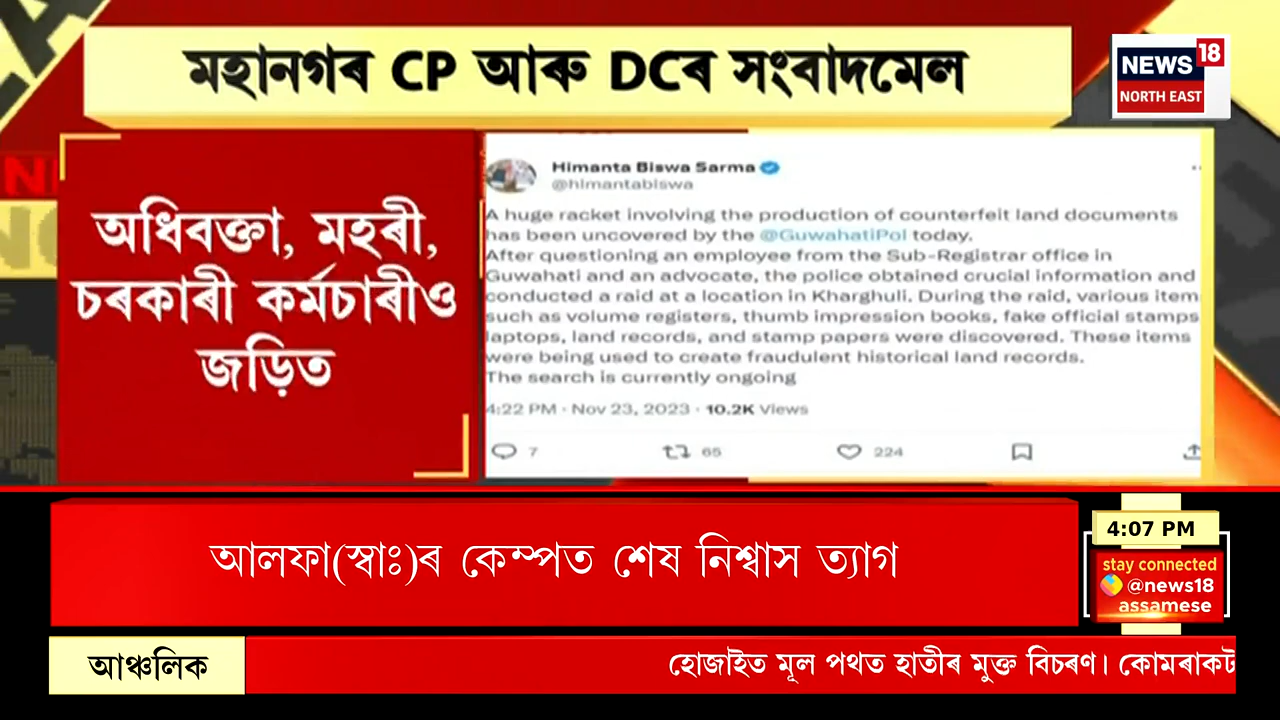 মহানগৰ CP আৰু DCৰ সংবাদমেল
NEWS 18
NORTH EAST
অধিবক্তা, মহৰী,
চৰকাৰী কৰ্মচাৰীও
জড়িত
Himanta Biswa Sarma
@himantabiswa
A huge racket involving the production of counterfeit land documents
has been uncovered by the @GuwahatiPol today.
After questioning an employee from the Sub-Registrar office in
Guwahati and an advocate, the police obtained crucial information and
conducted a raid at a location in Kharghuli. During the raid, various item
such as volume registers, thumb impression books, fake official stamps
laptops, land records, and stamp papers were discovered. These items
were being used to create fraudulent historical land records.
The search is currently ongoing
4:22 PM · Nov 23, 2023 · 10.2K Views
7 65 224
আলফা(স্বাঃ)ৰ কেম্পত শেষ নিশ্বাস ত্যাগ
4:07 PM
stay connected
@news18
assamese
আঞ্চলিক
হোজাইত মূল পথত হাতীৰ মুক্ত বিচৰণ। কোমৰাকট